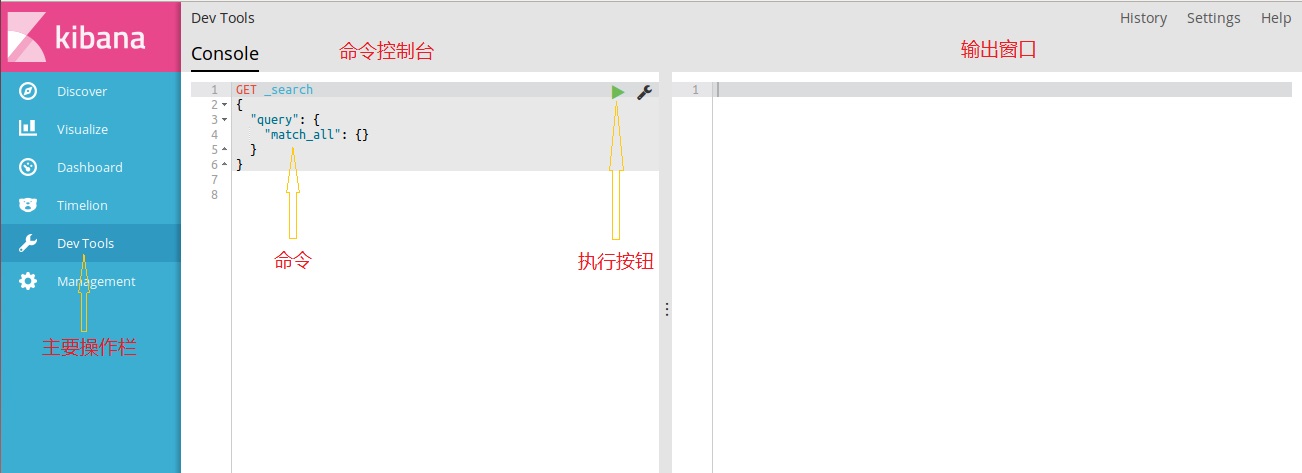 kibana
Dev Tools
History Settings Help
Console
命令控制台
输出窗口
Discover
Visualize
Dashboard
Timelion
Dev Tools
Management
主要操作栏
1 GET _search
2 {
3 "query": {
4 "match_all": {}
5 }
6 }
7
8
命令
执行按钮
1